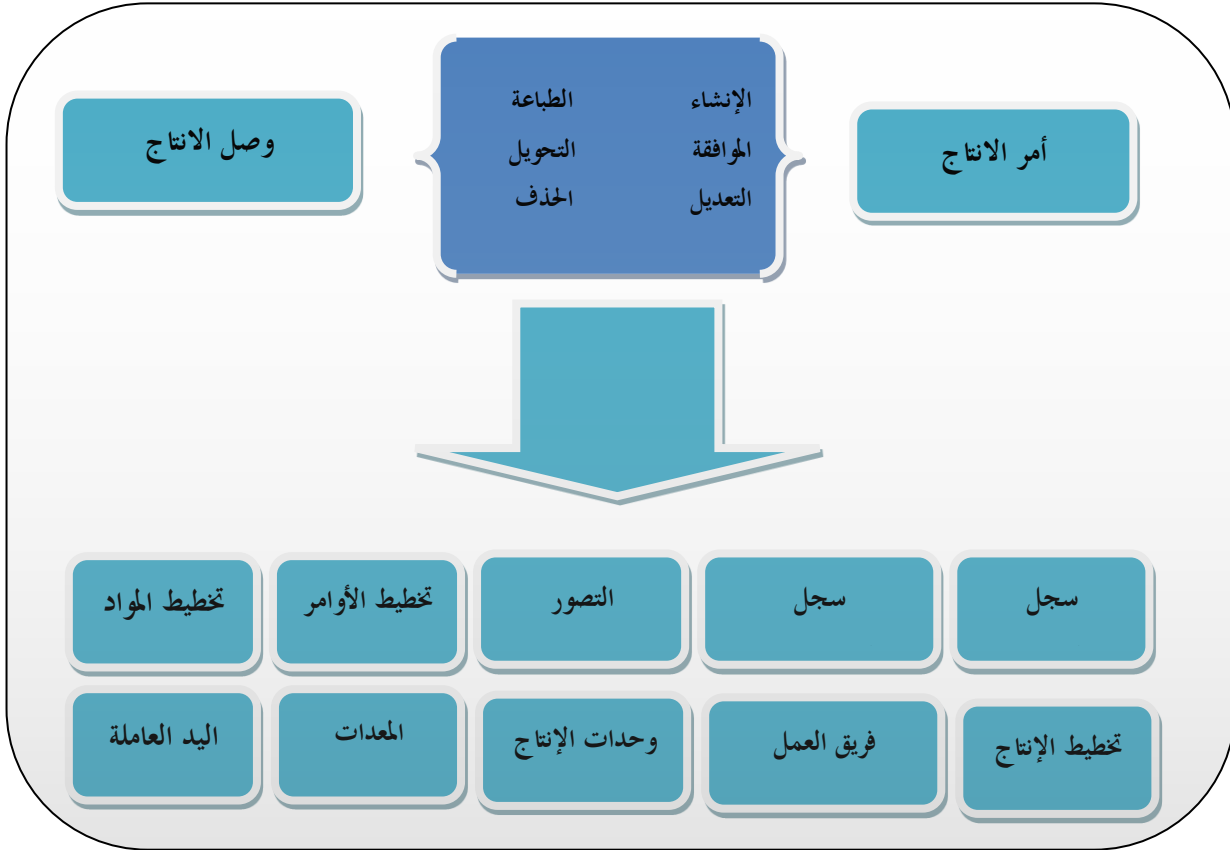 أمر الانتاج
الإنشاء الطباعة
الموافقة التحويل
التعديل الحذف
وصل الانتاج
سجل
سجل
التصور
تخطيط الأوامر
تخطيط المواد
تخطيط الإنتاج
فريق العمل
وحدات الإنتاج
المعدات
اليد العاملة